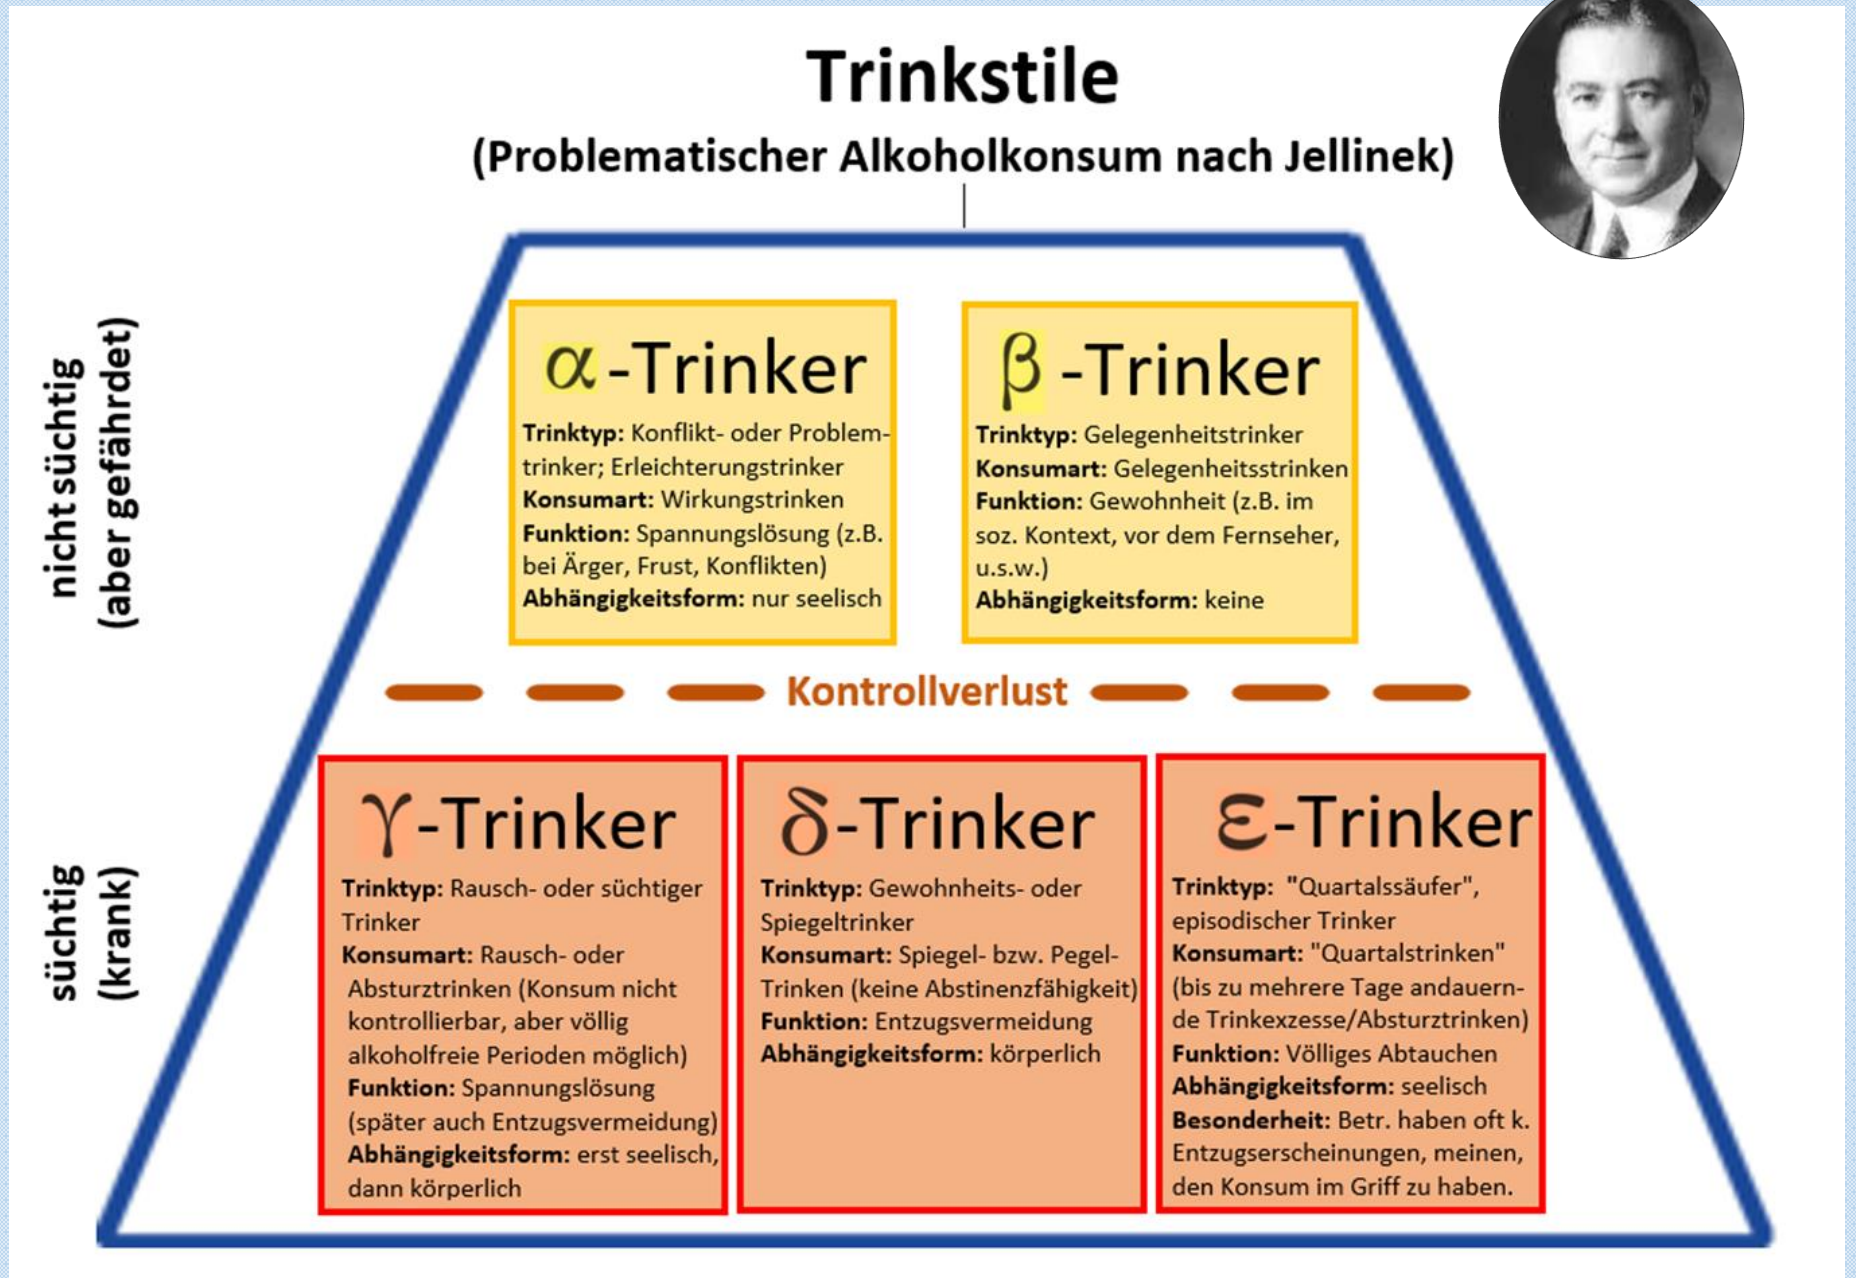 Trinkstile
(Problematischer Alkoholkonsum nach Jellinek)
nicht süchtig
(aber gefährdet)
α-Trinker
Trinktyp: Konflikt- oder Problem-
trinker; Erleichterungstrinker
Konsumart: Wirkungstrinken
Funktion: Spannungslösung (z.B.
bei Ärger, Frust, Konflikten)
Abhängigkeitsform: nur seelisch
β-Trinker
Trinktyp: Gelegenheitstrinker
Konsumart: Gelegenheitsstrinken
Funktion: Gewohnheit (z.B. im
soz. Kontext, vor dem Fernseher,
u.s.w.)
Abhängigkeitsform: keine
Kontrollverlust
süchtig
(krank)
γ-Trinker
Trinktyp: Rausch- oder süchtiger
Trinker
Konsumart: Rausch- oder
Absturztrinken (Konsum nicht
kontrollierbar, aber völlig
alkoholfreie Perioden möglich)
Funktion: Spannungslösung
(später auch Entzugsvermeidung)
Abhängigkeitsform: erst seelisch,
dann körperlich
δ-Trinker
Trinktyp: Gewohnheits- oder
Spiegeltrinker
Konsumart: Spiegel- bzw. Pegel-
Trinken (keine Abstinenzfähigkeit)
Funktion: Entzugsvermeidung
Abhängigkeitsform: körperlich
ε-Trinker
Trinktyp: "Quartalssäufer",
episodischer Trinker
Konsumart: "Quartalstrinken"
(bis zu mehrere Tage andauern-
de Trinkexzesse/Absturztrinken)
Funktion: Völliges Abtauchen
Abhängigkeitsform: seelisch
Besonderheit: Betr. haben oft k.
Entzugserscheinungen, meinen,
den Konsum im Griff zu haben.